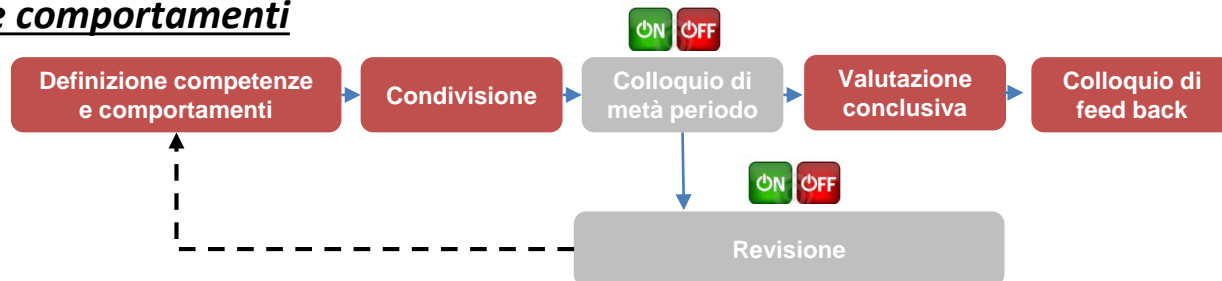 e comportamenti
ON OFF
Definizione competenze
e comportamenti
Condivisione
Colloquio di
metà periodo
Valutazione
conclusiva
Colloquio di
feed back
ON OFF
Revisione